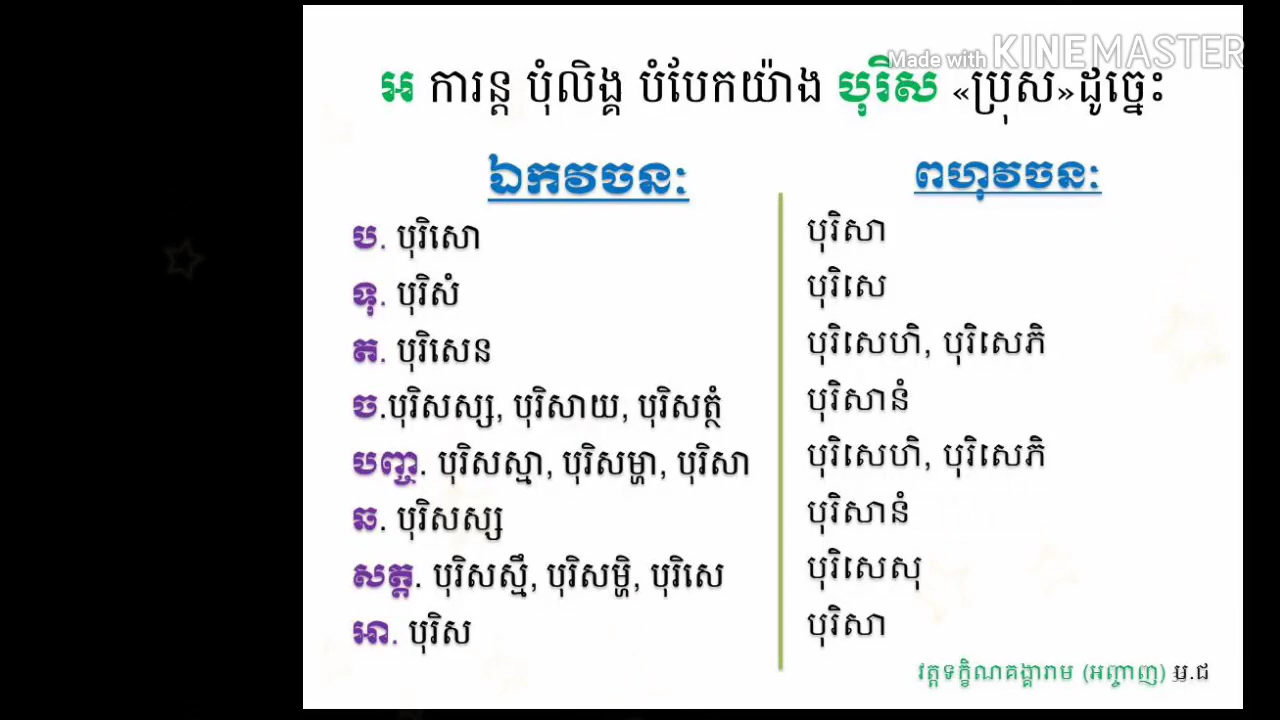 Made with KINEMASTER
អ ការន្ត បុំលិង្គ បំបែកយ៉ាង បុរិស «ប្រុស»ដូច្នេះ
ឯកវចនៈ
ប. បុរិសោ
ទុ. បុរិសំ
ត. បុរិសេន
ច.បុរិសស្ស, បុរិសាយ, បុរិសត្ថំ
បញ្ច. បុរិសស្មា, បុរិសម្ហា, បុរិសា
ឆ. បុរិសស្ស
សត្ត. បុរិសស្មឹ, បុរិសម្ហិ, បុរិសេ
អា. បុរិស
ពហុវចនៈ
បុរិសា
បុរិសេ
បុរិសេហិ, បុរិសេភិ
បុរិសានំ
បុរិសេហិ, បុរិសេភិ
បុរិសានំ
បុរិសេសុ
បុរិសា
វត្តទក្ខិណគង្គារាម (អញ្ចាញ) ប.ជ